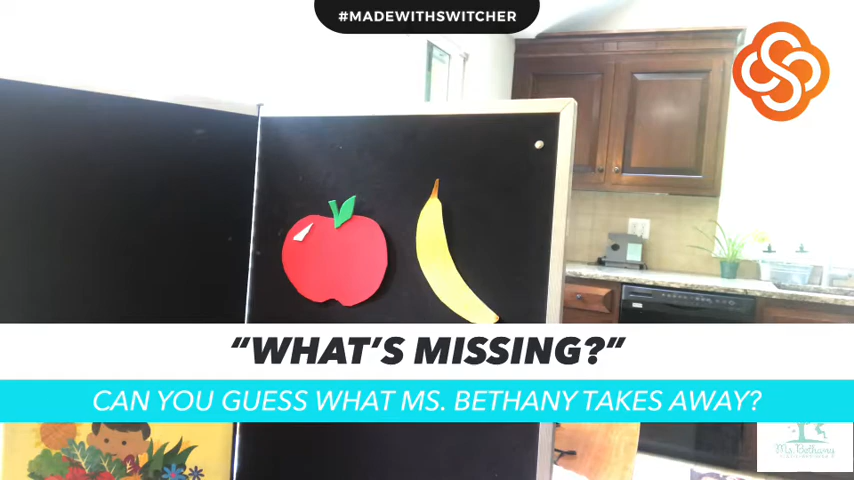 #MADEWITHSWITCHER
“WHAT’S MISSING?”
CAN YOU GUESS WHAT MS. BETHANY TAKES AWAY?
Ms. Bethany